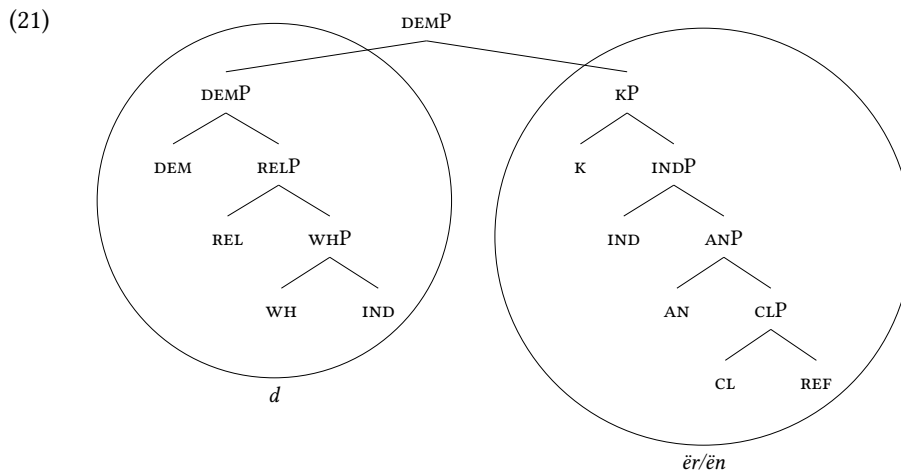 (21)
DEMP
DEMP KP
DEM RELP K INDP
REL WHP IND ANP
WH IND AN CLP
CL REF
d
ër/ën